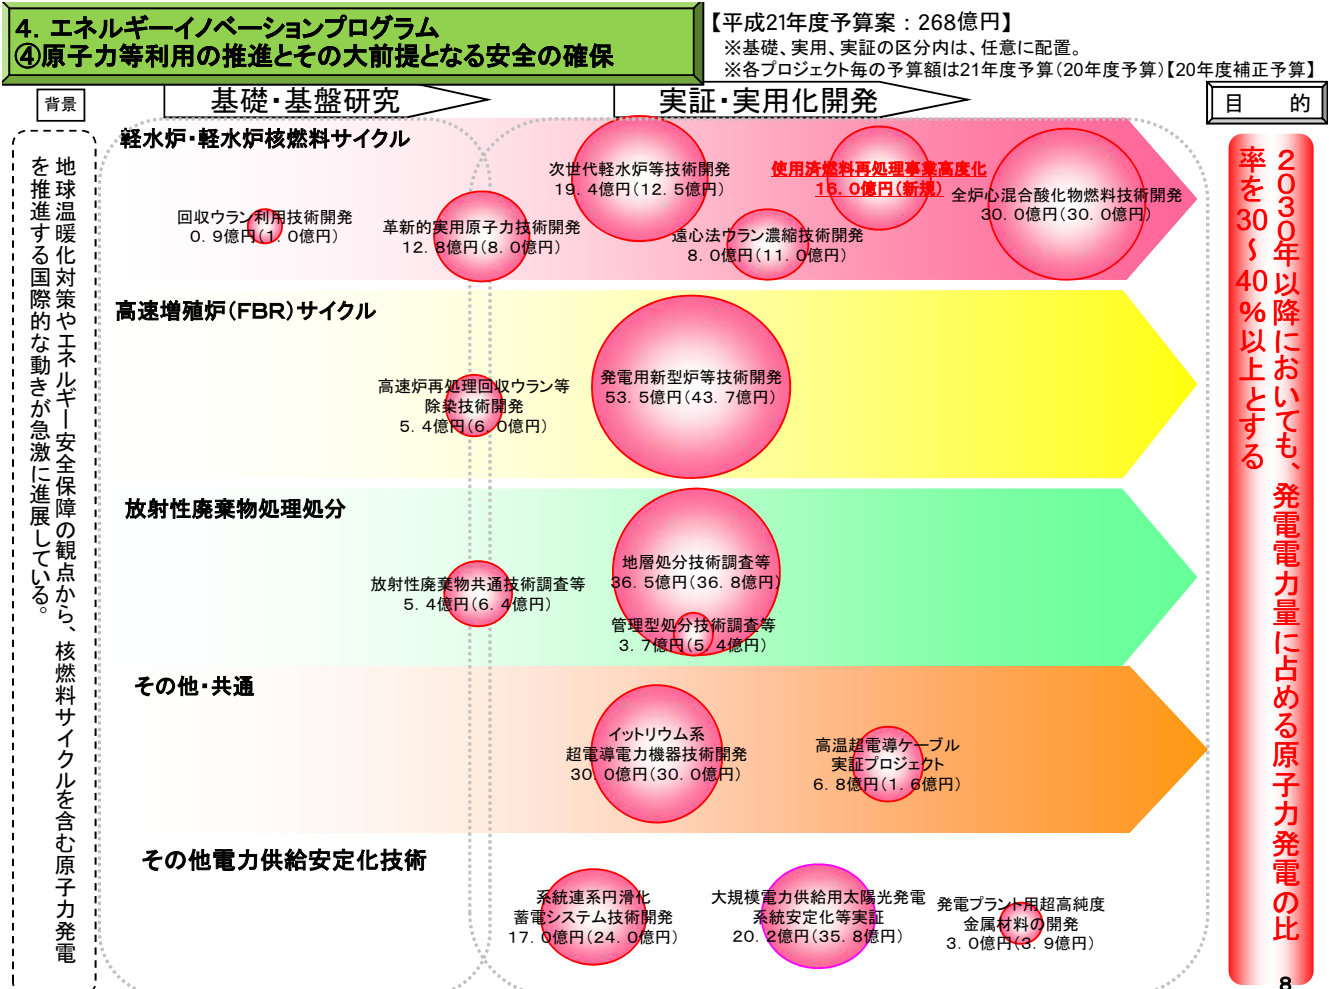 4．エネルギーイノベーションプログラム
④原子力等利用の推進とその大前提となる安全の確保
【平成21年度予算案：268億円】
※基礎、実用、実証の区分内は、任意に配置。
※各プロジェクト毎の予算額は21年度予算(20年度予算)【20年度補正予算】
背景
基礎・基盤研究
実証・実用化開発
目　的
地球温暖化対策やエネルギー安全保障の観点から、核燃料サイクルを含む原子力発電
を推進する国際的な動きが急激に進展している。
軽水炉・軽水炉核燃料サイクル
回収ウラン利用技術開発
0．9億円(1．0億円)
革新的実用原子力技術開発
12．8億円(8．0億円)
次世代軽水炉等技術開発
19．4億円(12．5億円)
遠心法ウラン濃縮技術開発
8．0億円(11．0億円)
使用済燃料再処理事業高度化
16．0億円(新規)
全炉心混合酸化物燃料技術開発
30．0億円(30．0億円)
高速増殖炉(FBR)サイクル
高速炉再処理回収ウラン等
除染技術開発
5．4億円(6．0億円)
発電用新型炉等技術開発
53．5億円(43．7億円)
放射性廃棄物処理処分
放射性廃棄物共通技術調査等
5．4億円(6．4億円)
地層処分技術調査等
36．5億円(36．8億円)
管理型処分技術調査等
3．7億円(5．4億円)
その他・共通
イットリウム系
超電導電力機器技術開発
30．0億円(30．0億円)
高温超電導ケーブル
実証プロジェクト
6．8億円(1．6億円)
その他電力供給安定化技術
系統連系円滑化
蓄電システム技術開発
17．0億円(24．0億円)
大規模電力供給用太陽光発電
系統安定化等実証
20．2億円(35．8億円)
発電プラント用超高純度
金属材料の開発
3．0億円(3．9億円)
２０３０年以降においても、発電電力量に占める原子力発電の比
率を30～40％以上とする
8